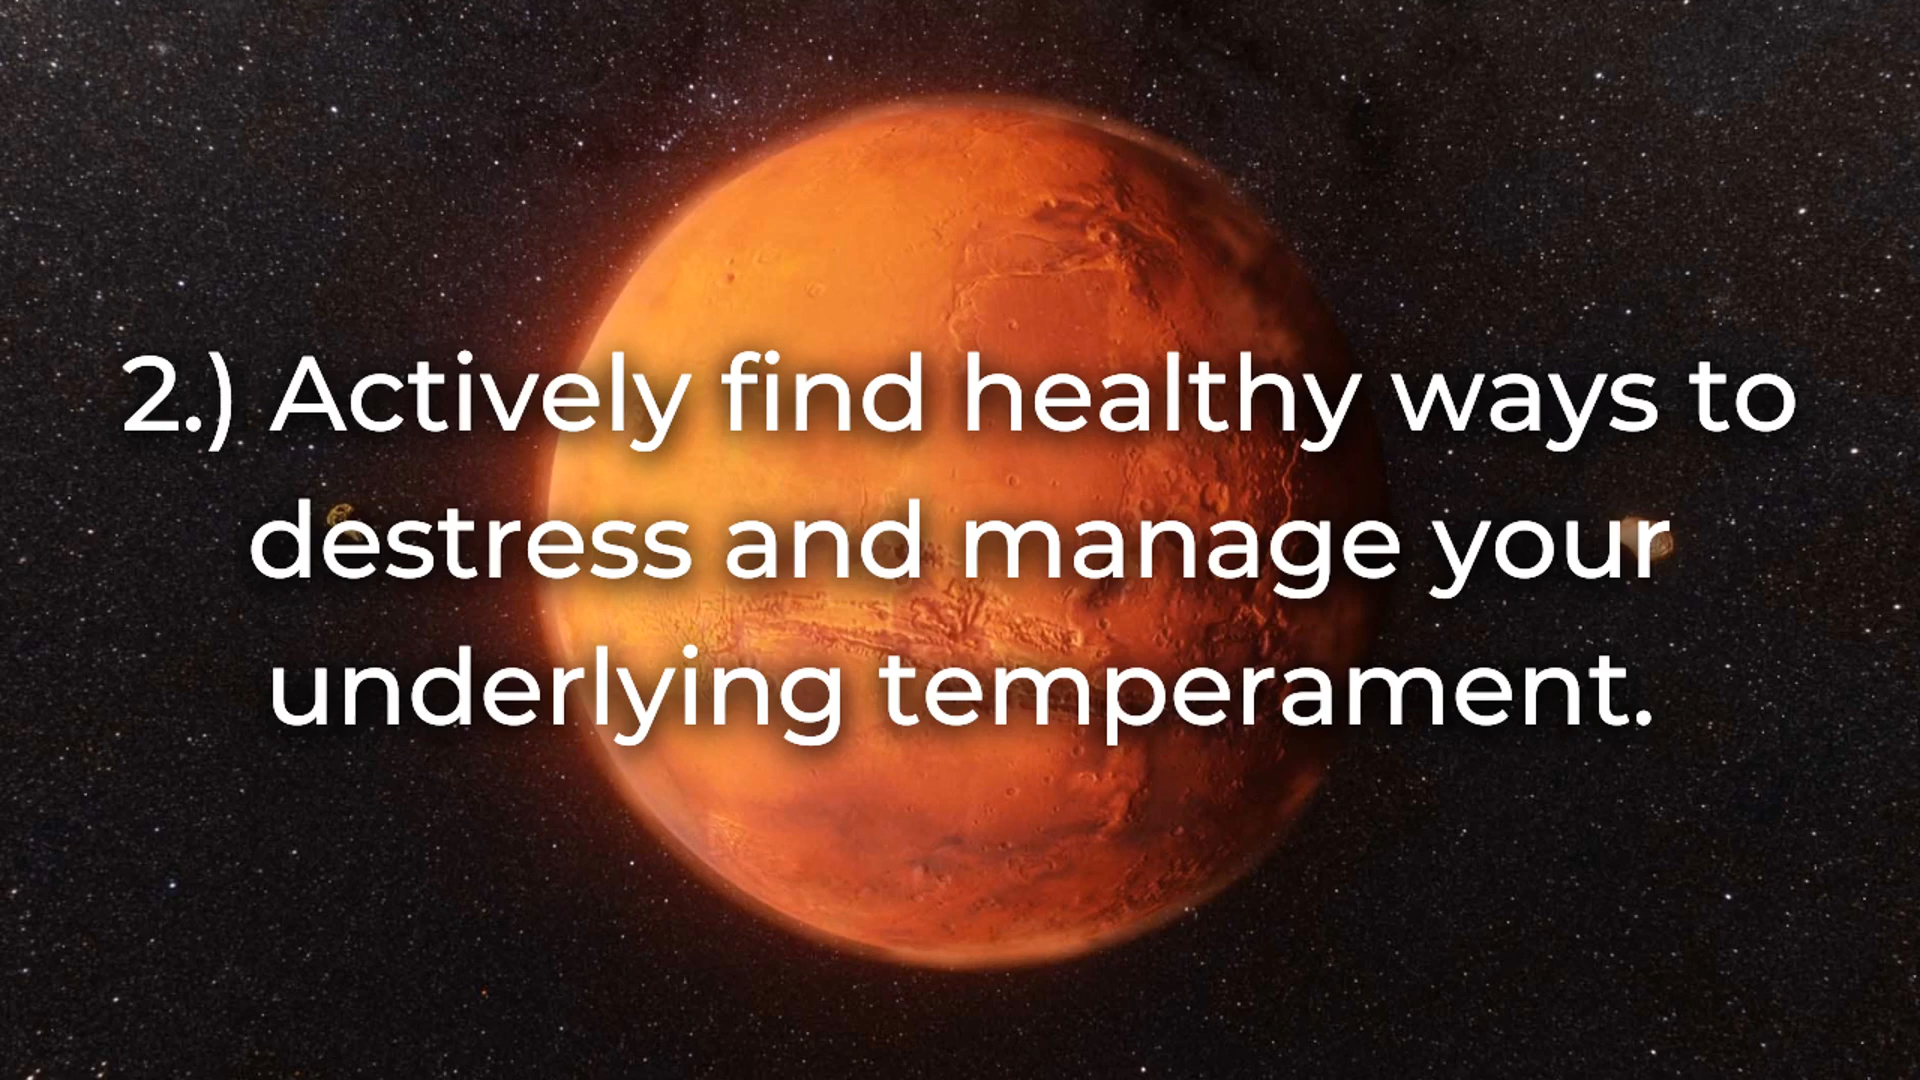 2.) Actively find healthy ways to
destress and manage your
underlying temperament.